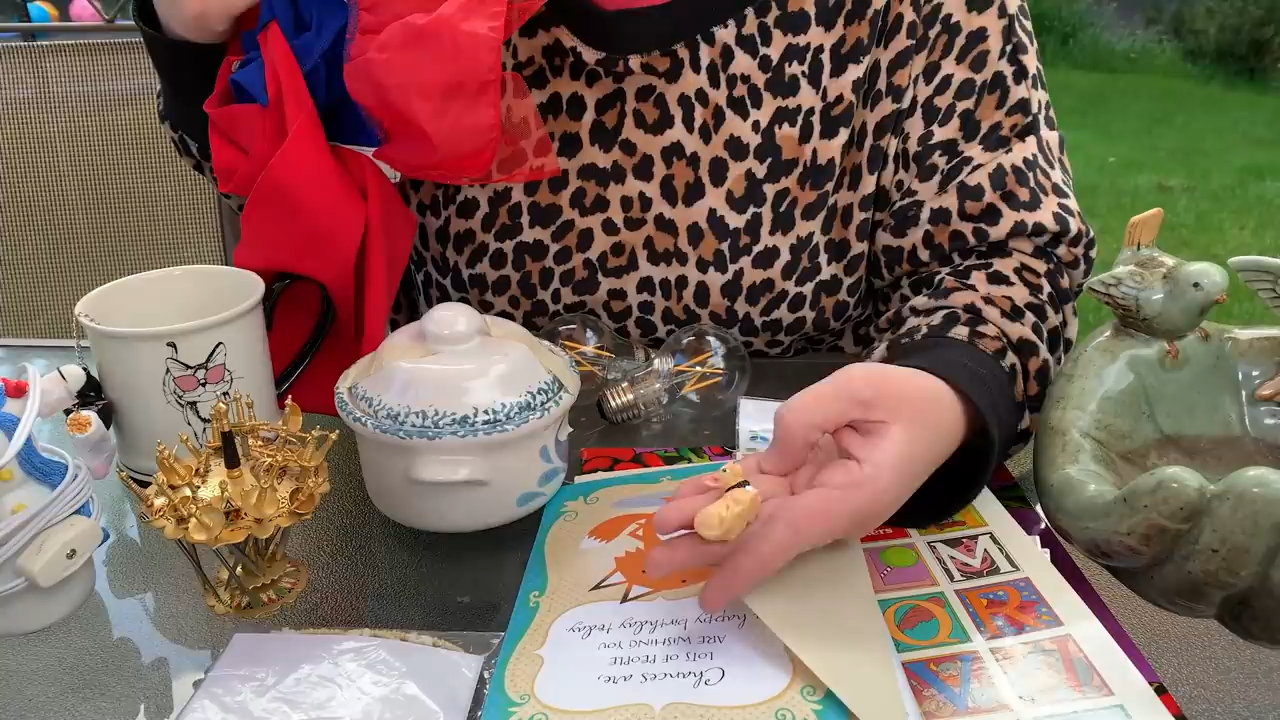 Chances are,
LOTS OF PEOPLE
ARE WISHING YOU
happy birthday today
M
O
R
V
I